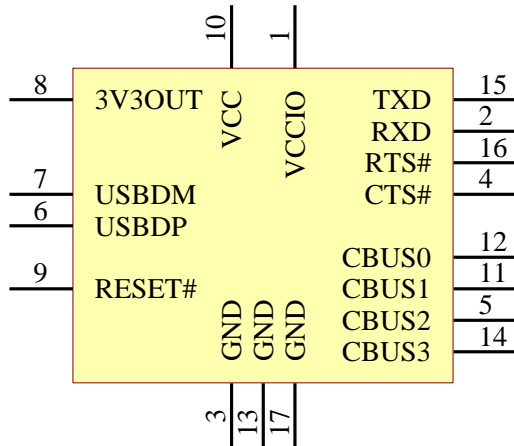 10 1
8 3V3OUT VCC VCCIO TXD 15
RXD 2
RTS# 16
7 USBDM CTS# 4
6 USBDP
CBUS0 12
9 RESET# CBUS1 11
GND GND GND CBUS2 5
CBUS3 14
3 13 17